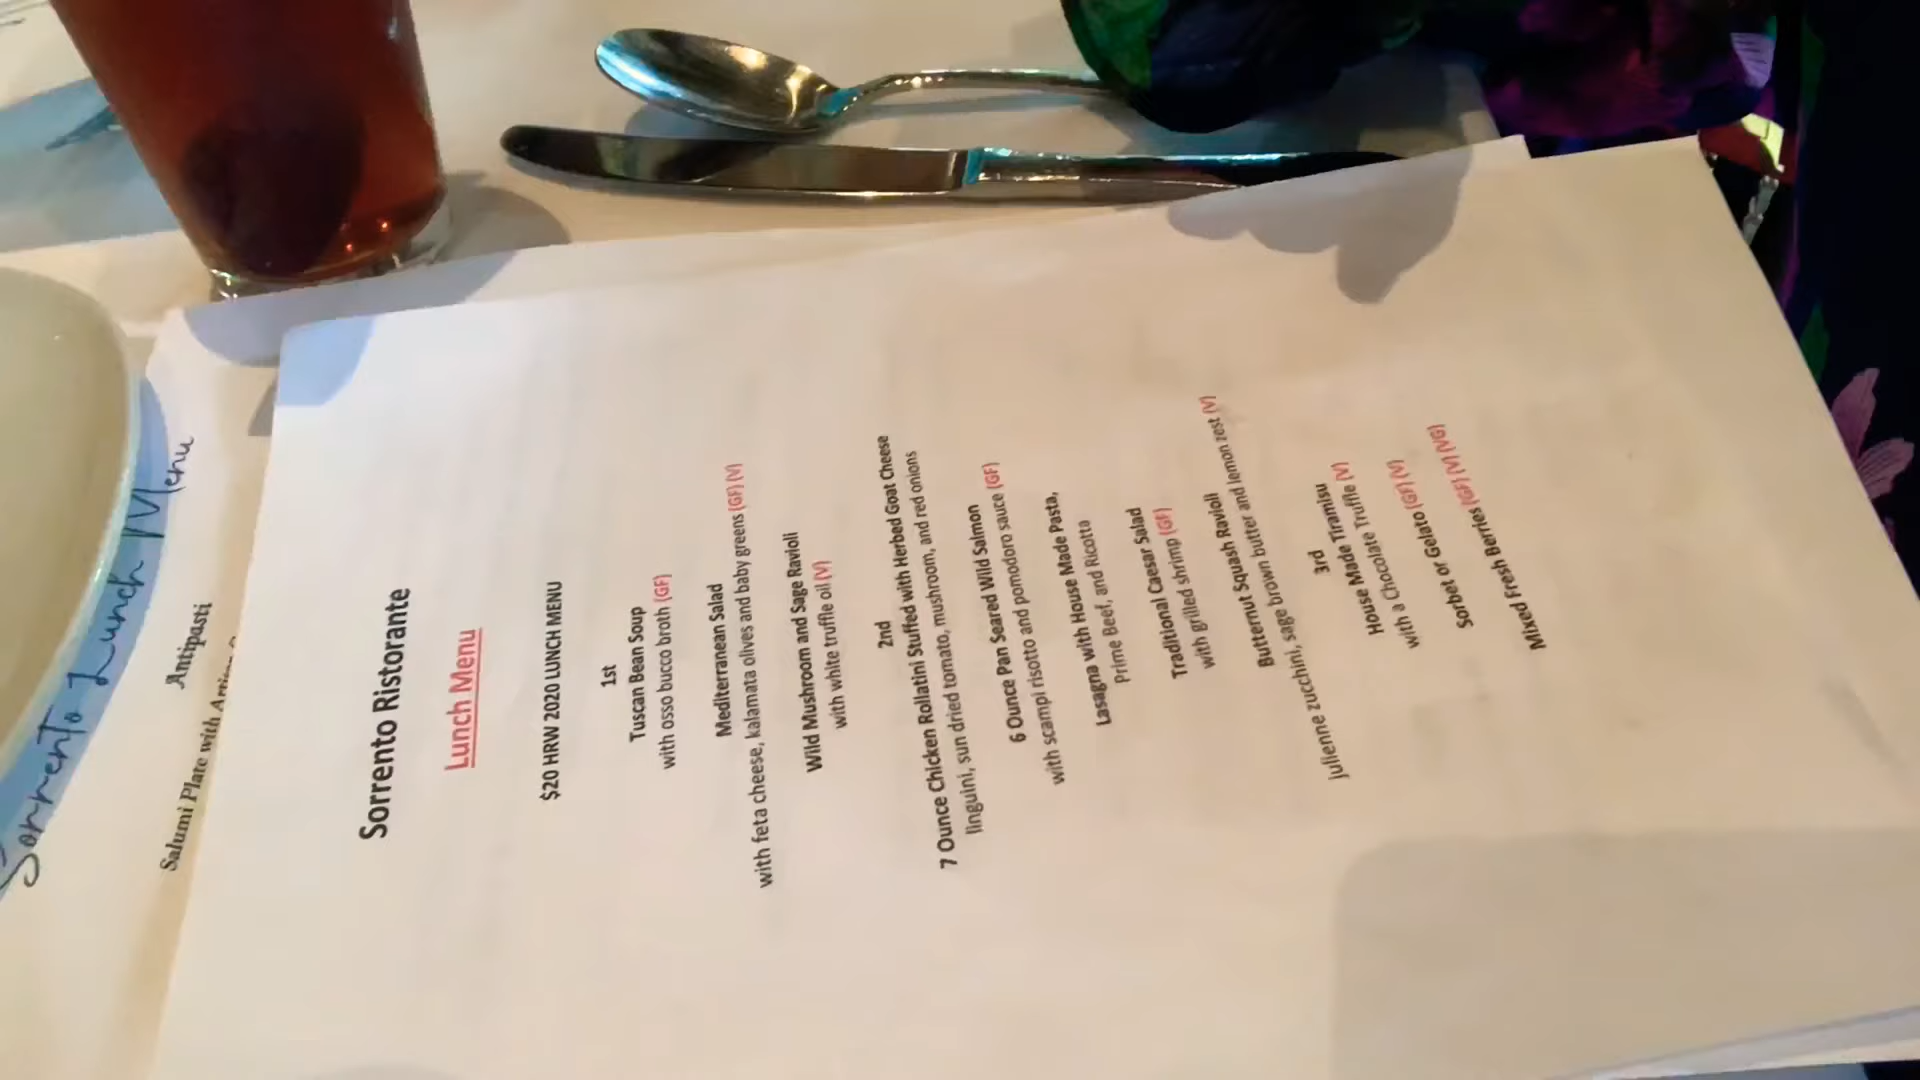 Sorrento Lunch Menu
Antipasti
Salumi Plate with
Sorrento Ristorante
Lunch Menu
$20 HRW 2020 LUNCH MENU
1st
Tuscan Bean Soup
with osso bucco broth (GF)
Mediterranean Salad
with feta cheese, kalamata olives and baby greens (GF) (V)
Wild Mushroom and Sage Ravioli
with white truffle oil (V)
2nd
7 Ounce Chicken Rollatini Stuffed with Herbed Goat Cheese
linguini, sun dried tomato, mushroom, and red onions
6 Ounce Pan Seared Wild Salmon
with scampi risotto and pomodoro sauce (GF)
Lasagna with House Made Pasta,
Prime Beef, and Ricotta
Traditional Caesar Salad
with grilled shrimp (GF)
Butternut Squash Ravioli
julienne zucchini, sage brown butter and lemon zest (V)
3rd
House Made Tiramisu
with a Chocolate Truffle (V)
Sorbet or Gelato (GF) (V)
Mixed Fresh Berries (GF) (V) (VG)